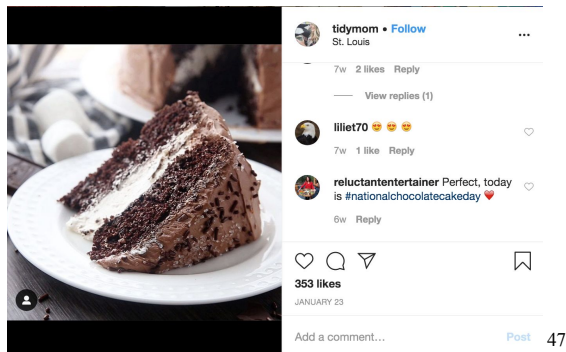 tidymom • Follow
St. Louis
7w 2 likes Reply
View replies (1)
liliet70 😍 😍 😍
7w 1 like Reply
reluctantentertainer Perfect, today
is #nationalchocolatecakeday ❤️
6w Reply
353 likes
JANUARY 23
Add a comment... Post
47